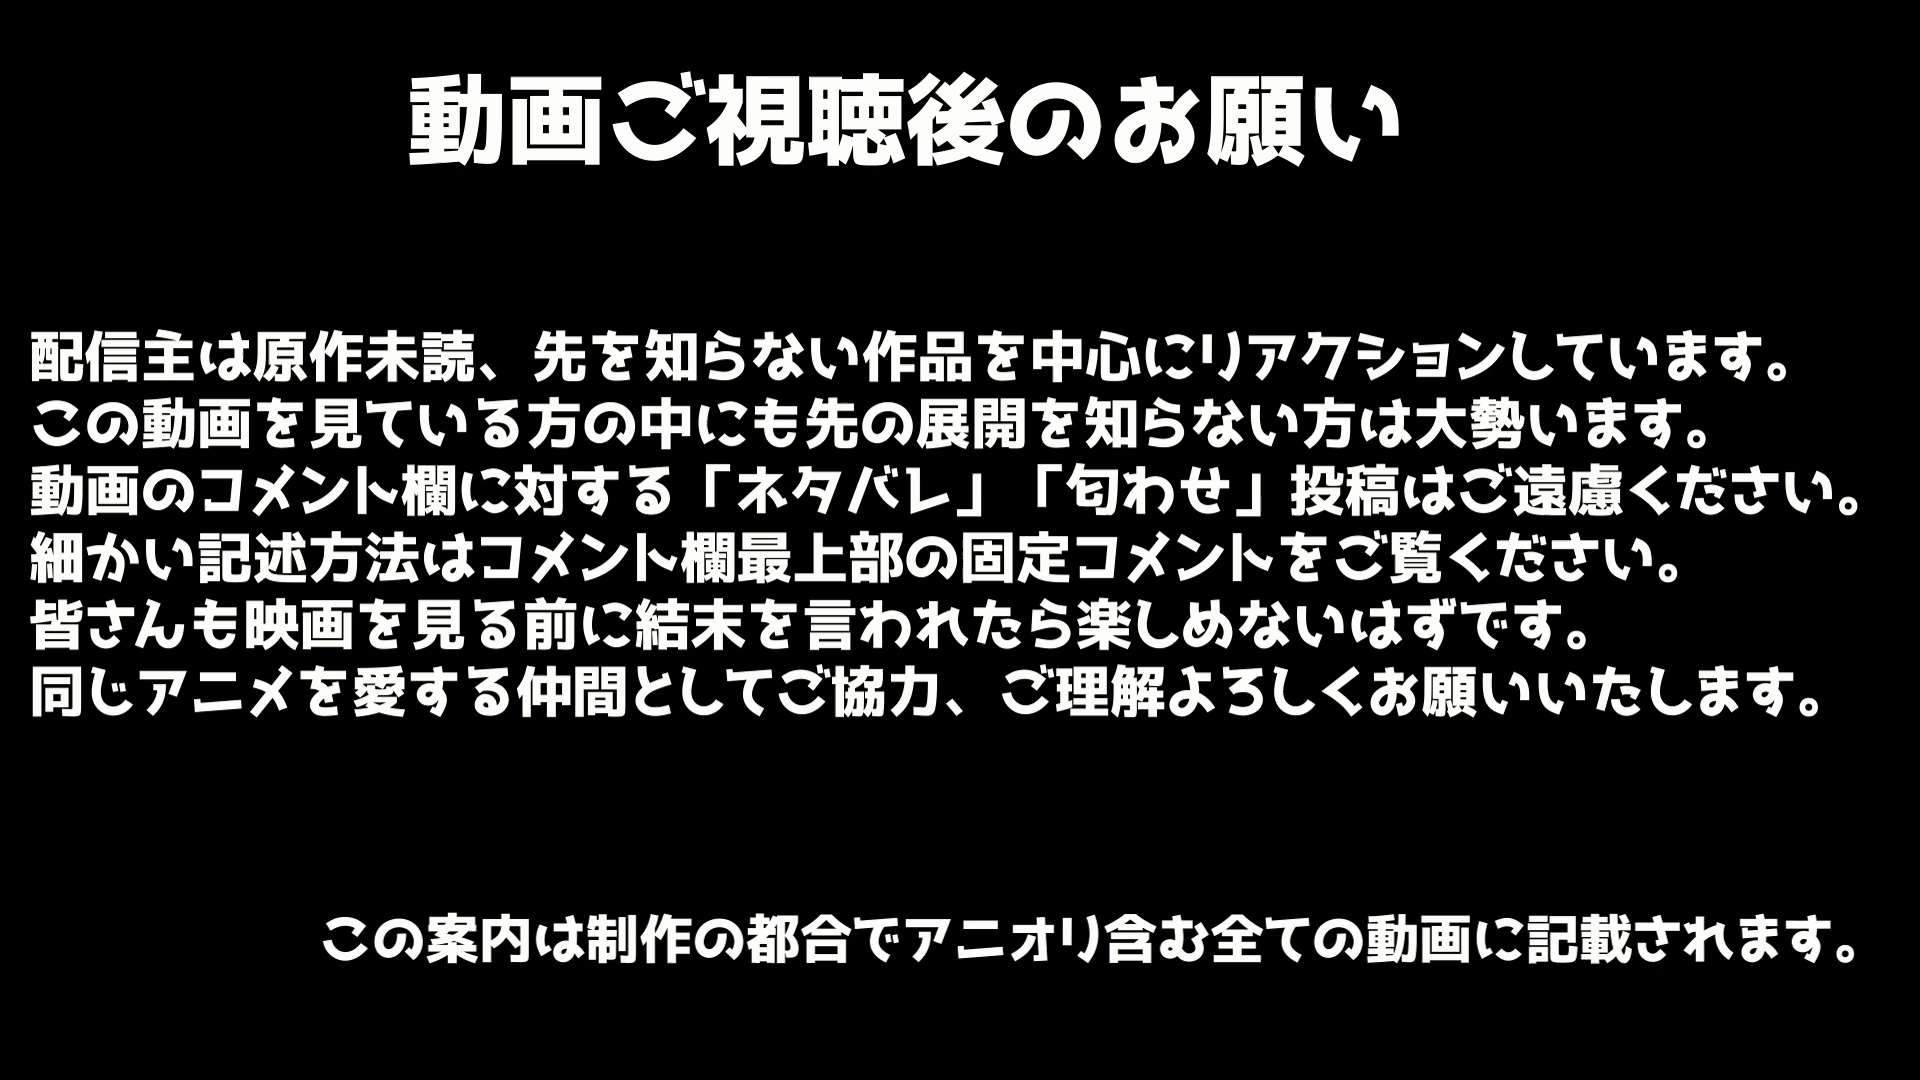 動画ご視聴後のお願い
配信主は原作未読、先を知らない作品を中心にリアクションしています。
この動画を見ている方の中にも先の展開を知らない方は大勢います。
動画のコメント欄に対する「ネタバレ」「匂わせ」投稿はご遠慮ください。
細かい記述方法はコメント欄最上部の固定コメントをご覧ください。
皆さんも映画を見る前に結末を言われたら楽しめないはずです。
同じアニメを愛する仲間としてご協力、ご理解よろしくお願いいたします。
この案内は制作の都合でアニオリ含む全ての動画に記載されます。